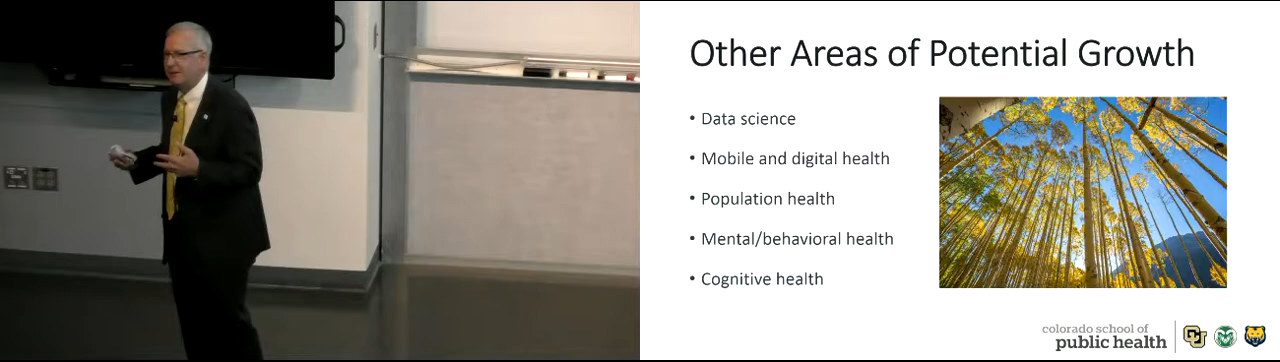 Other Areas of Potential Growth
• Data science
• Mobile and digital health
• Population health
• Mental/behavioral health
• Cognitive health
colorado school of
public health
CU